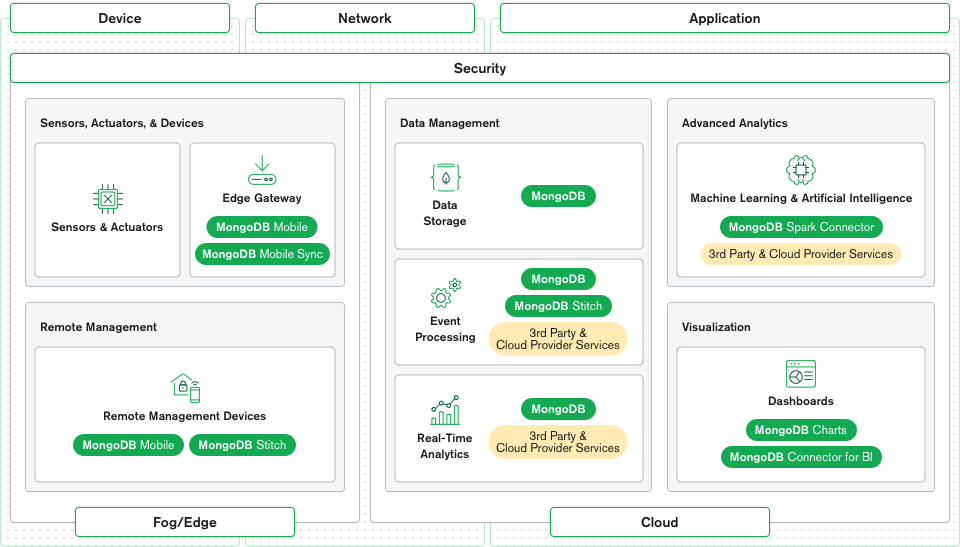 Device
Network
Application
Security
Sensors, Actuators, & Devices
Sensors & Actuators
Edge Gateway
MongoDB Mobile
MongoDB Mobile Sync
Remote Management
Remote Management Devices
MongoDB Mobile
MongoDB Stitch
Data Management
Data
Storage
MongoDB
Event
Processing
MongoDB
MongoDB Stitch
3rd Party &
Cloud Provider Services
Real-Time
Analytics
MongoDB
3rd Party &
Cloud Provider Services
Advanced Analytics
Machine Learning & Artificial Intelligence
MongoDB Spark Connector
3rd Party & Cloud Provider Services
Visualization
Dashboards
MongoDB Charts
MongoDB Connector for BI
Fog/Edge
Cloud